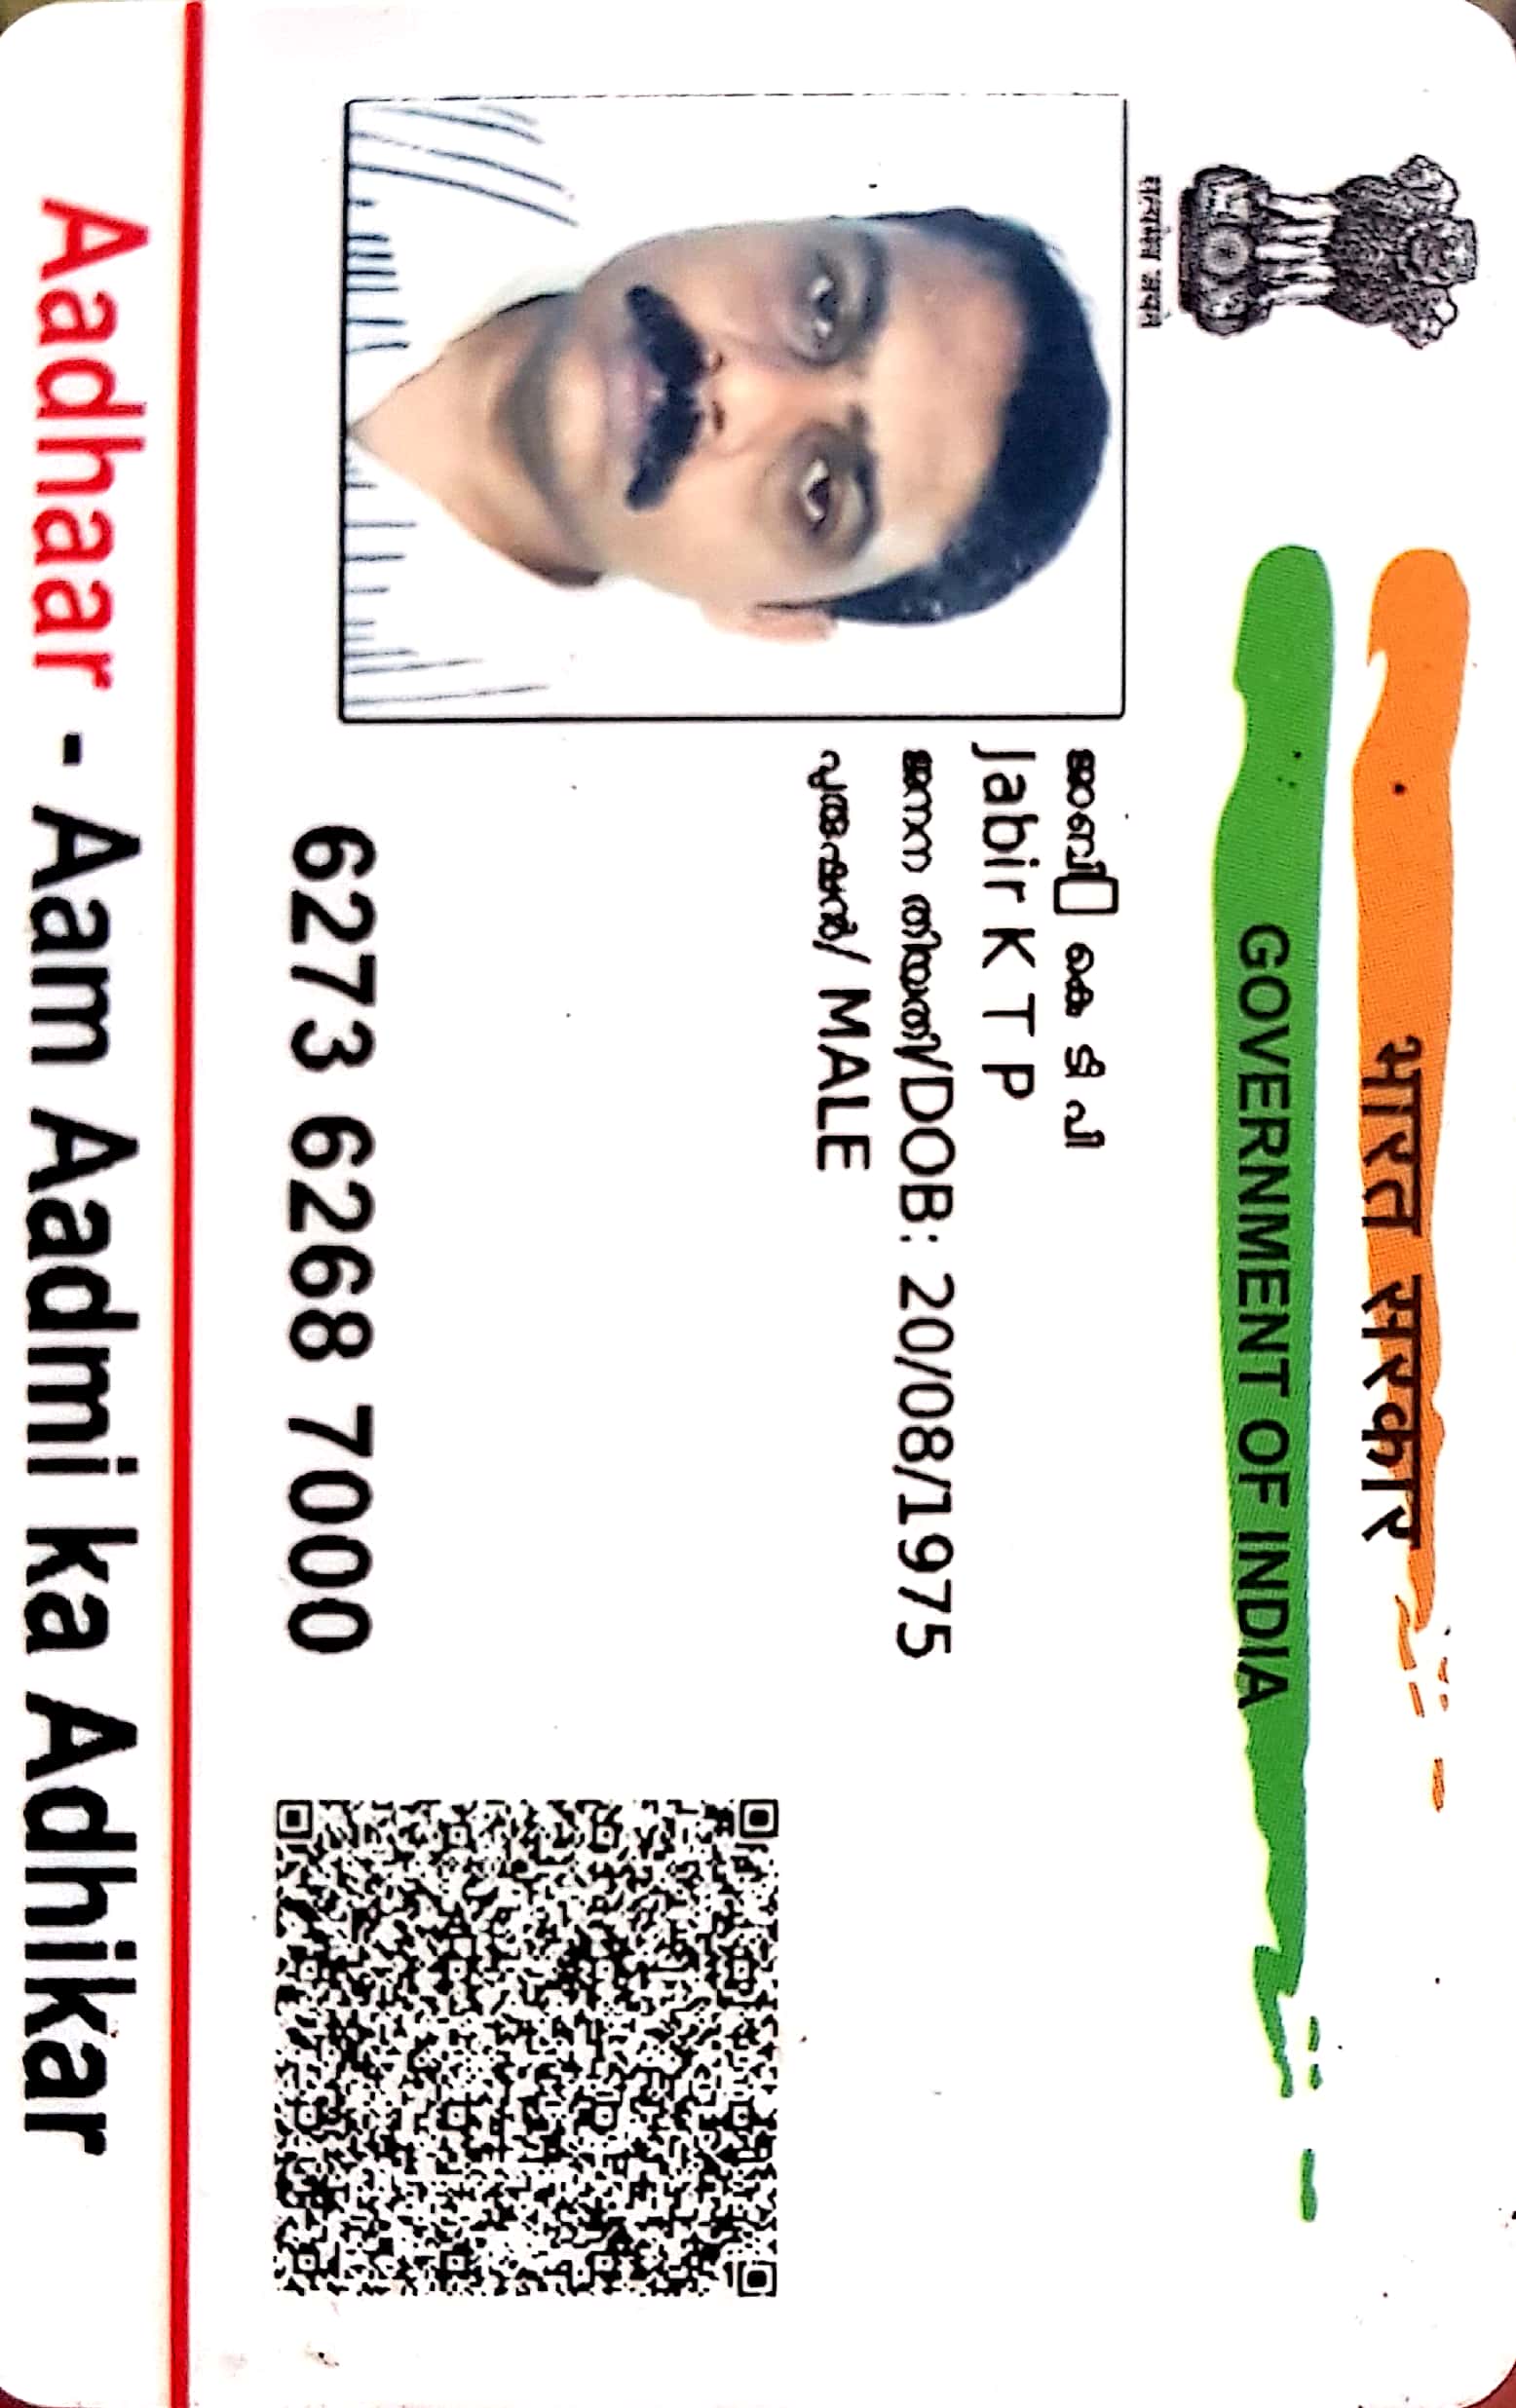 भारत सरकार
GOVERNMENT OF INDIA
सत्यमेव जयते
ജാബി▯ കെ ടി പി
Jabir K T P
ജനന തിയതി/DOB: 20/08/1975
പുരുഷൻ/ MALE
6273 6268 7000
Aadhaar - Aam Aadmi ka Adhikar